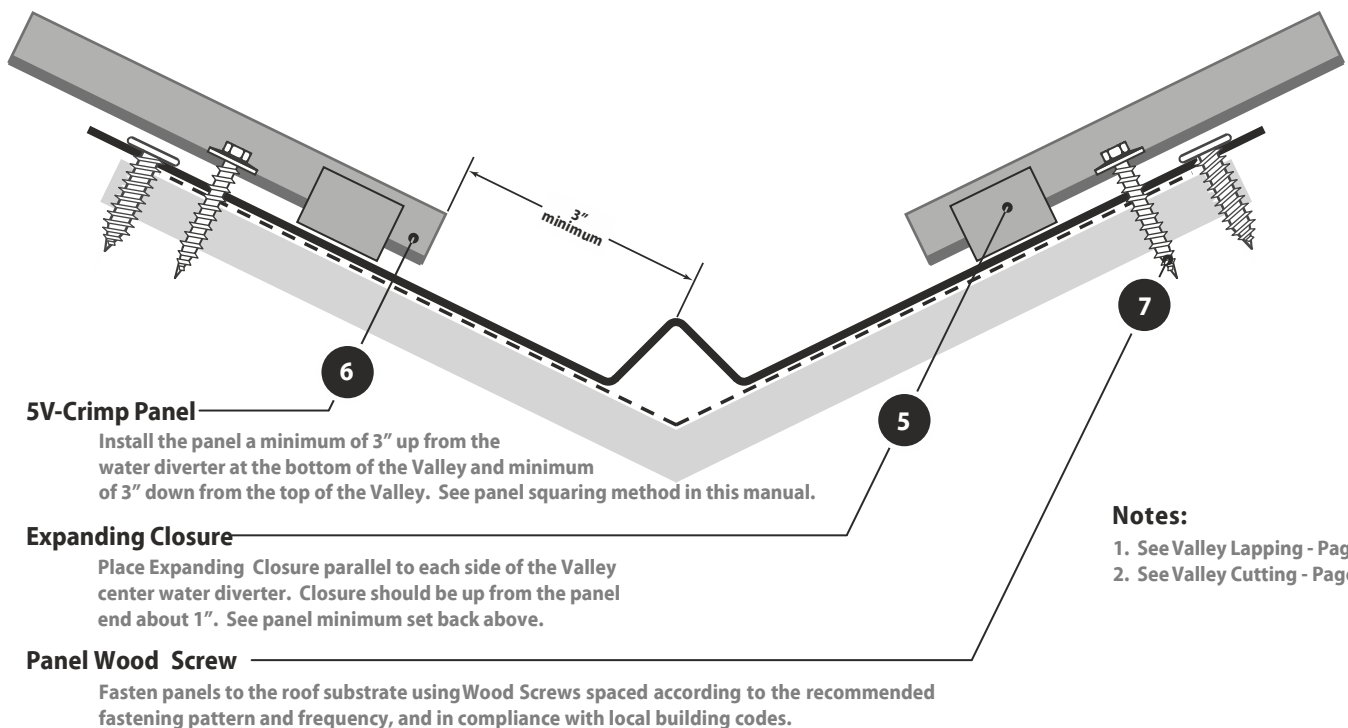 3”
minimum
6
5
7
5V-Crimp Panel
Install the panel a minimum of 3” up from the
water diverter at the bottom of the Valley and minimum
of 3” down from the top of the Valley. See panel squaring method in this manual.
Expanding Closure
Place Expanding Closure parallel to each side of the Valley
center water diverter. Closure should be up from the panel
end about 1”. See panel minimum set back above.
Panel Wood Screw
Fasten panels to the roof substrate using Wood Screws spaced according to the recommended
fastening pattern and frequency, and in compliance with local building codes.
Notes:
1. See Valley Lapping - Pag
2. See Valley Cutting - Page